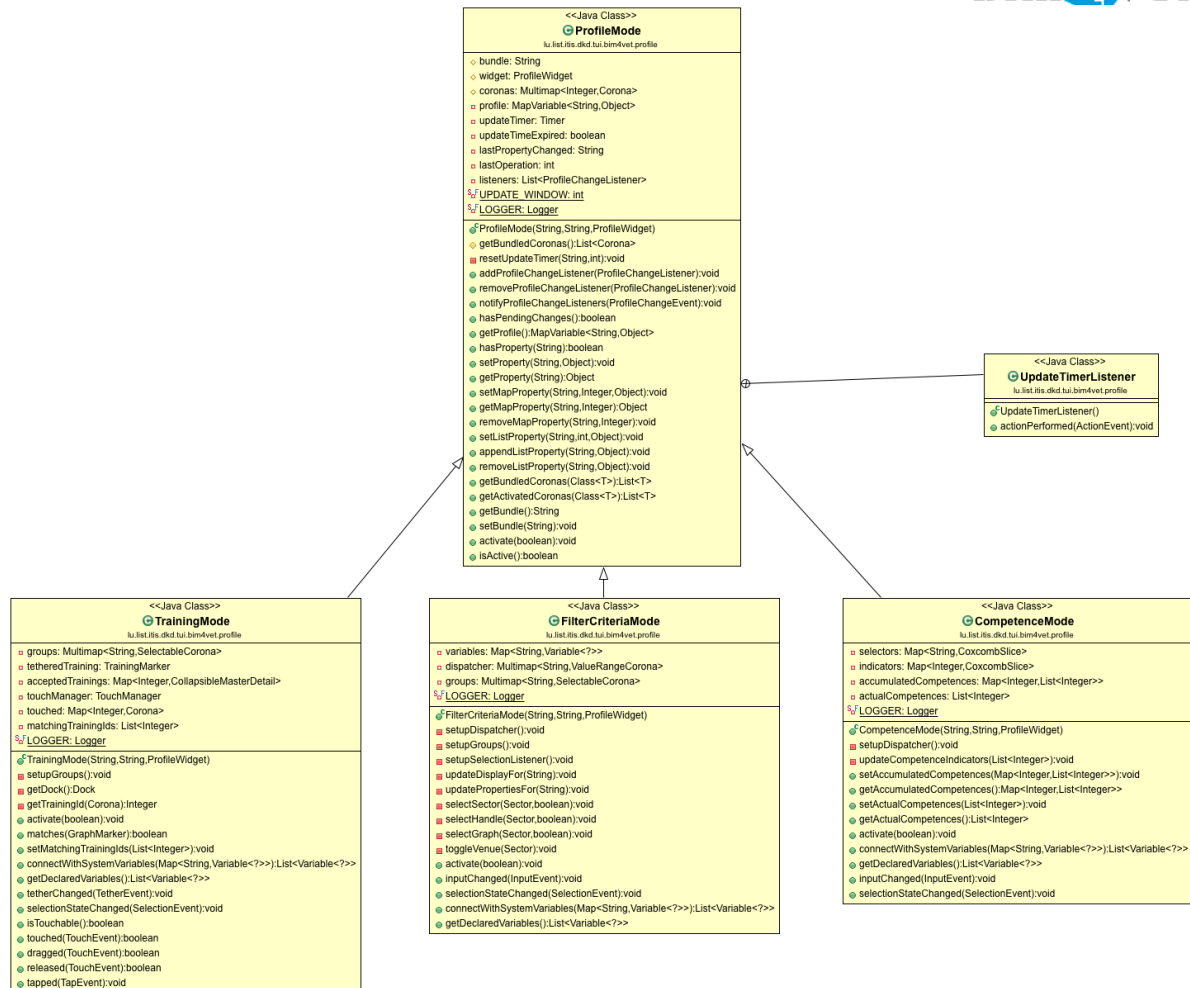 <<Java Class>>
ProfileMode
lu.list.itis.dkd.tui.bim4vet.profile
bundle: String
widget: ProfileWidget
coronas: Multimap<Integer,Corona>
profile: MapVariable<String,Object>
updateTimer: Timer
updateTimeExpired: boolean
lastPropertyChanged: String
lastOperation: int
listeners: List<ProfileChangeListener>
UPDATE_WINDOW: int
LOGGER: Logger
ProfileMode(String,String,ProfileWidget)
getBundledCoronas():List<Corona>
resetUpdateTimer(String,int):void
addProfileChangeListener(ProfileChangeListener):void
removeProfileChangeListener(ProfileChangeListener):void
notifyProfileChangeListeners(ProfileChangeEvent):void
hasPendingChanges():boolean
getProfile():MapVariable<String,Object>
hasProperty(String):boolean
setProperty(String,Object):void
getProperty(String):Object
setMapProperty(String,Integer,Object):void
getMapProperty(String,Integer):Object
removeMapProperty(String,Integer):void
setListProperty(String,int,Object):void
appendListProperty(String,Object):void
removeListProperty(String,Object):void
getBundledCoronas(Class<T>):List<T>
getActivatedCoronas(Class<T>):List<T>
getBundle():String
setBundle(String):void
activate(boolean):void
isActive():boolean
<<Java Class>>
UpdateTimerListener
lu.list.itis.dkd.tui.bim4vet.profile
UpdateTimerListener()
actionPerformed(ActionEvent):void
<<Java Class>>
TrainingMode
lu.list.itis.dkd.tui.bim4vet.profile
groups: Multimap<String,SelectableCorona>
tetheredTraining: TrainingMarker
acceptedTrainings: Map<Integer,CollapsibleMasterDetail>
touchManager: TouchManager
touched: Map<Integer,Corona>
matchingTrainingIds: List<Integer>
LOGGER: Logger
TrainingMode(String,String,ProfileWidget)
setupGroups():void
getDock():Dock
getTrainingId(Corona):Integer
activate(boolean):void
matches(GraphMarker):boolean
setMatchingTrainingIds(List<Integer>):void
connectWithSystemVariables(Map<String,Variable<?>>):List<Variable<?>>
getDeclaredVariables():List<Variable<?>>
tetherChanged(TetherEvent):void
selectionStateChanged(SelectionEvent):void
isTouchable():boolean
touched(TouchEvent):boolean
dragged(TouchEvent):boolean
released(TouchEvent):boolean
tapped(TapEvent):void
<<Java Class>>
FilterCriteriaMode
lu.list.itis.dkd.tui.bim4vet.profile
variables: Map<String,Variable<?>>
dispatcher: Multimap<String,ValueRangeCorona>
groups: Multimap<String,SelectableCorona>
LOGGER: Logger
FilterCriteriaMode(String,String,ProfileWidget)
setupDispatcher():void
setupGroups():void
setupSelectionListener():void
updateDisplayFor(String):void
updatePropertiesFor(String):void
selectSector(Sector,boolean):void
selectHandle(Sector,boolean):void
selectGraph(Sector,boolean):void
toggleVenue(Sector):void
activate(boolean):void
inputChanged(InputEvent):void
selectionStateChanged(SelectionEvent):void
connectWithSystemVariables(Map<String,Variable<?>>):List<Variable<?>>
getDeclaredVariables():List<Variable<?>>
<<Java Class>>
CompetenceMode
lu.list.itis.dkd.tui.bim4vet.profile
selectors: Map<String,CoxcombSlice>
indicators: Map<Integer,CoxcombSlice>
accumulatedCompetences: Map<Integer,List<Integer>>
actualCompetences: List<Integer>
LOGGER: Logger
CompetenceMode(String,String,ProfileWidget)
setupDispatcher():void
updateCompetenceIndicators(List<Integer>):void
setAccumulatedCompetences(Map<Integer,List<Integer>>):void
getAccumulatedCompetences():Map<Integer,List<Integer>>
setActualCompetences(List<Integer>):void
getActualCompetences():List<Integer>
activate(boolean):void
connectWithSystemVariables(Map<String,Variable<?>>):List<Variable<?>>
getDeclaredVariables():List<Variable<?>>
inputChanged(InputEvent):void
selectionStateChanged(SelectionEvent):void